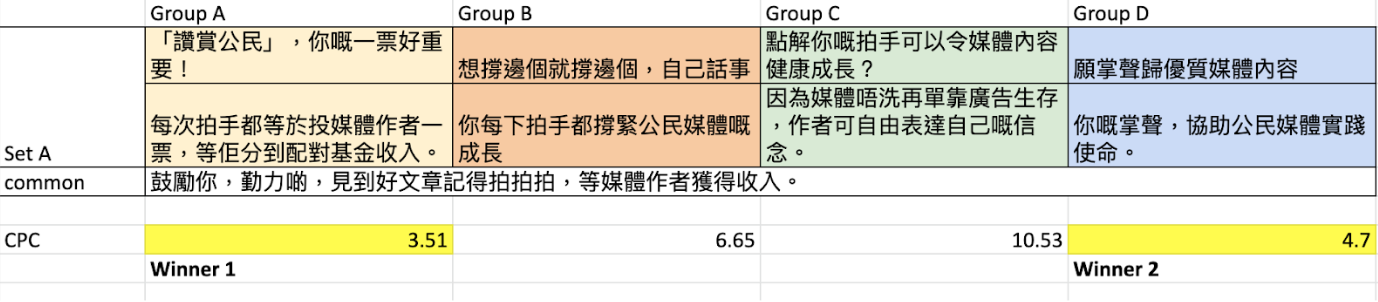 Group A Group B Group C Group D
「讚賞公民」，你嘅一票好重
要！
想撐邊個就撐邊個，自己話事
點解你嘅拍手可以令媒體內容
健康成長？
願掌聲歸優質媒體內容
Set A
每次拍手都等於投媒體作者一
票，等佢分到配對基金收入。
你每下拍手都撐緊公民媒體嘅
成長
因為媒體唔洗再單靠廣告生存
，作者可自由表達自己嘅信
念。
你嘅掌聲，協助公民媒體實踐
使命。
common 鼓勵你，勤力啲，見到好文章記得拍拍拍，等媒體作者獲得收入。
CPC 3.51 6.65 10.53 4.7
Winner 1 Winner 2